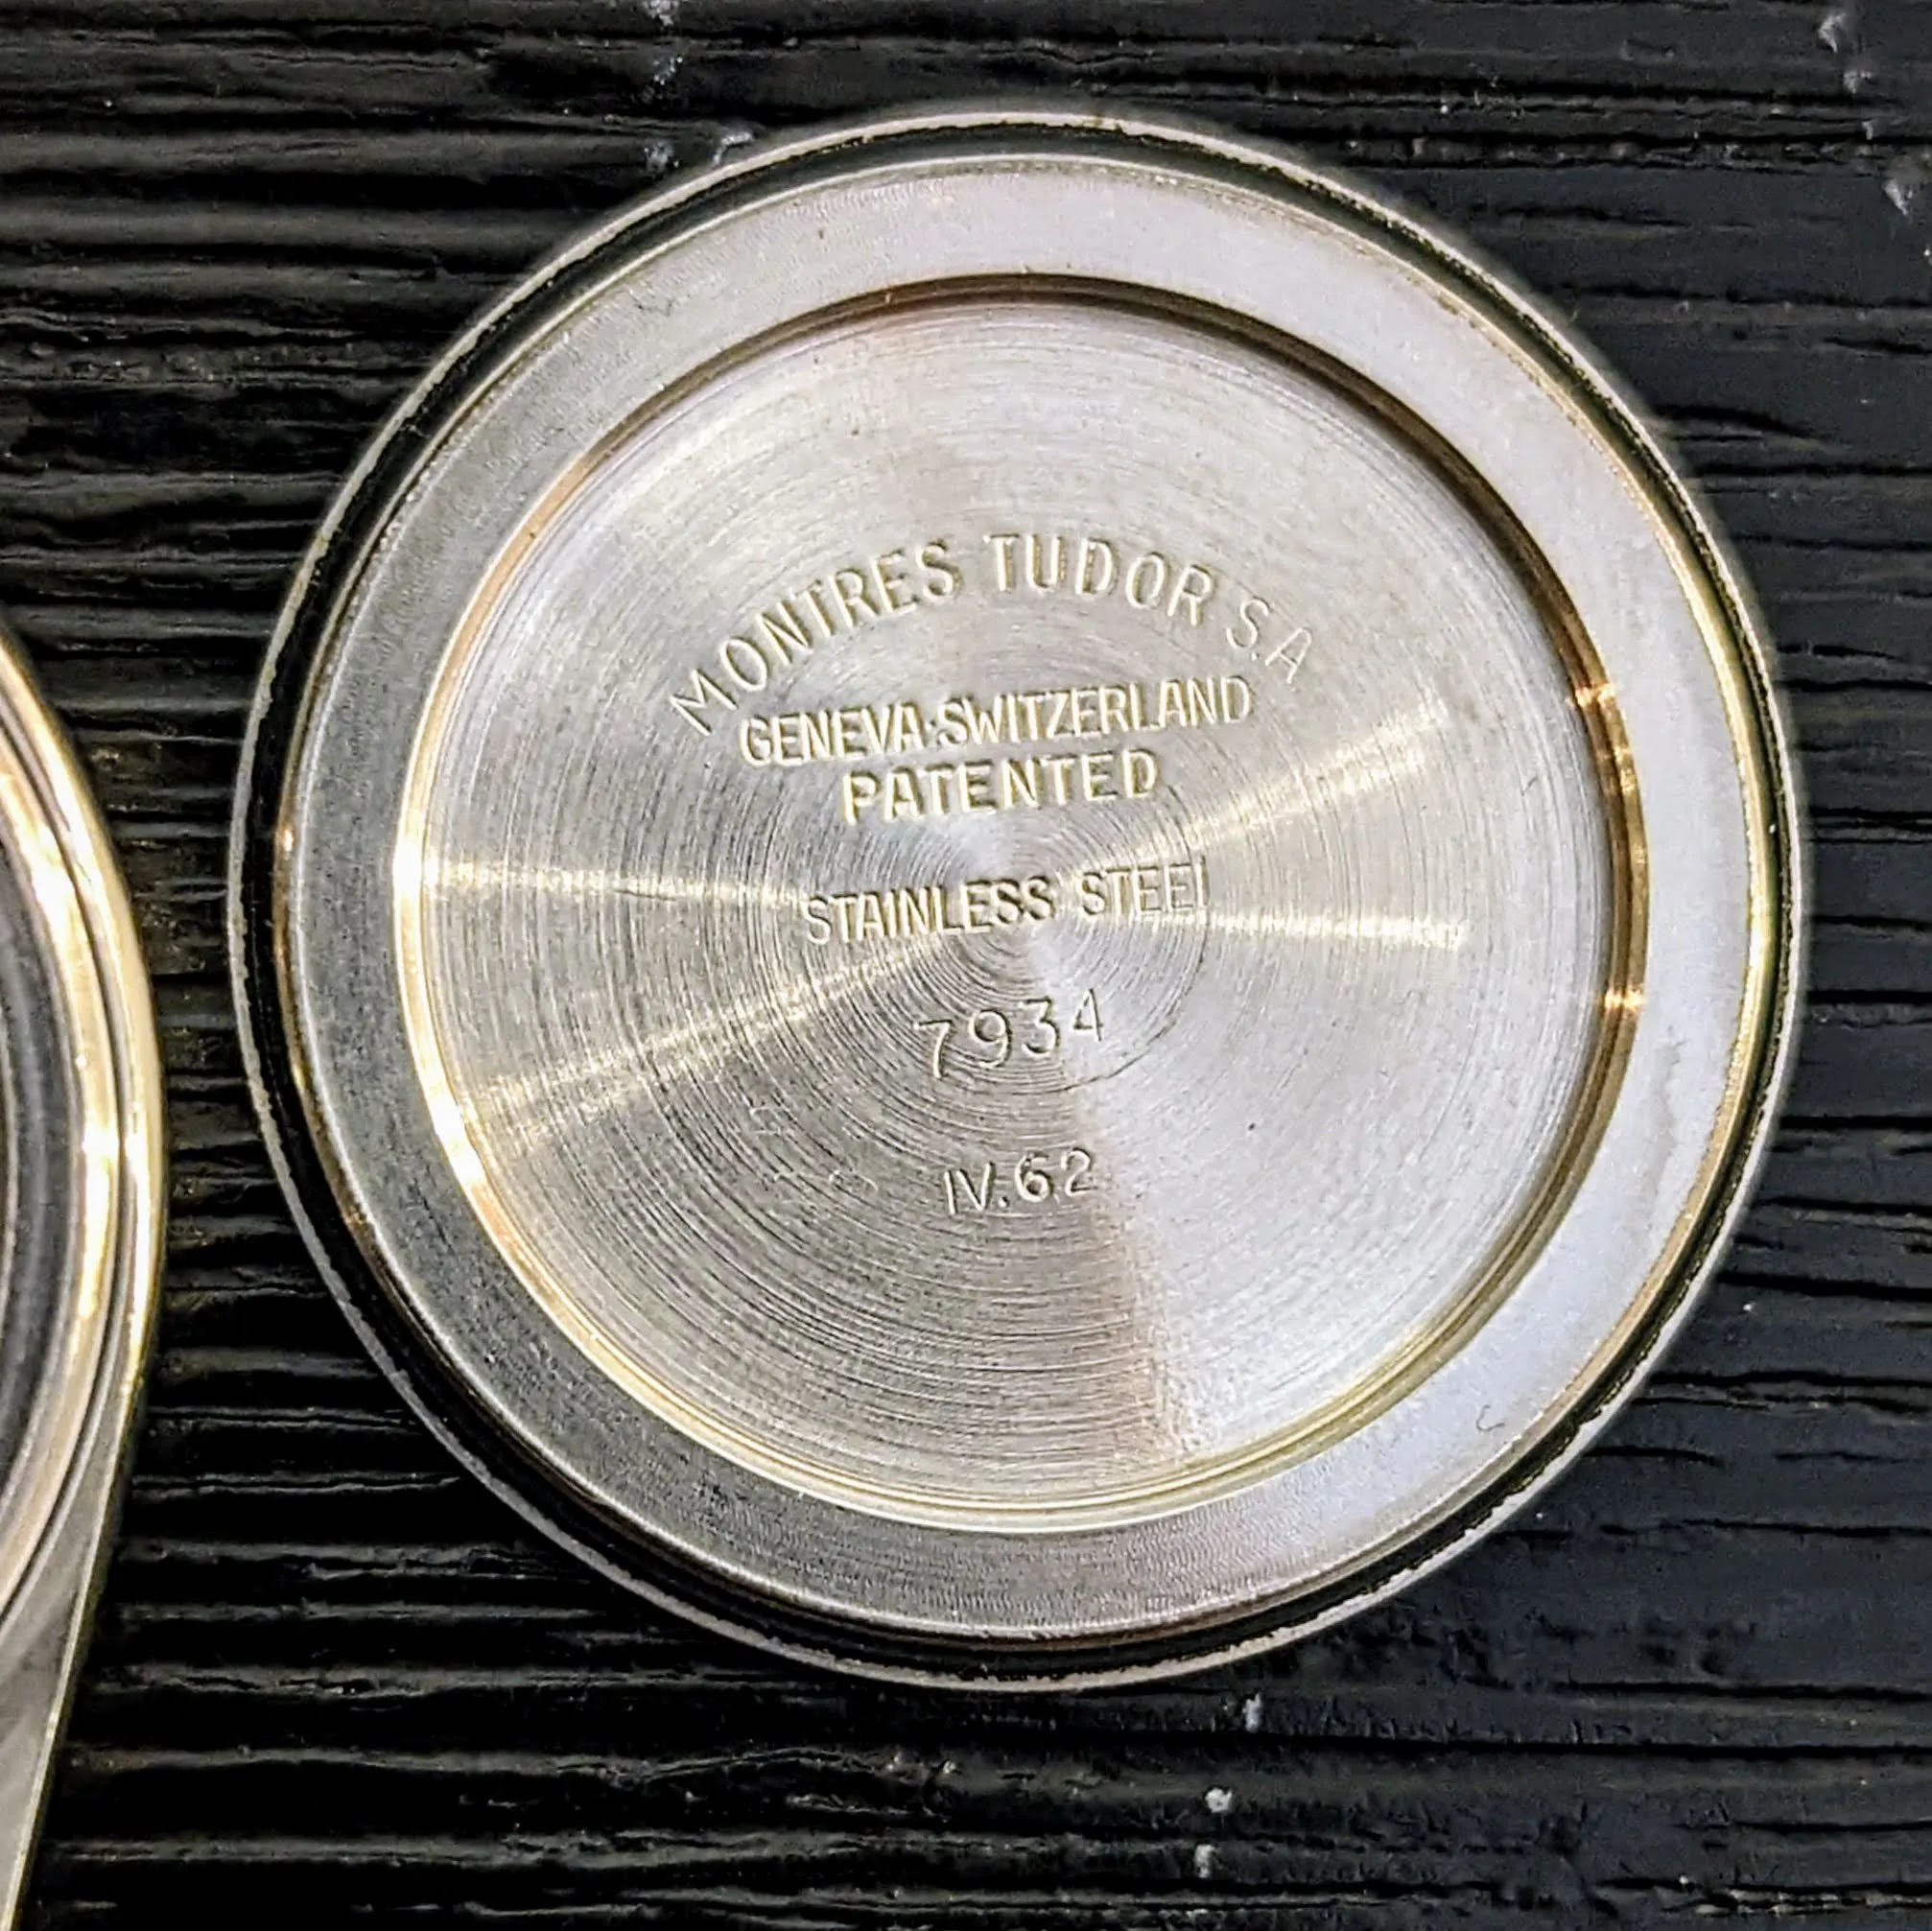 MONTRES TUDOR S.A
GENEVA·SWITZERLAND
PATENTED
STAINLESS STEEL
7934
IV.62